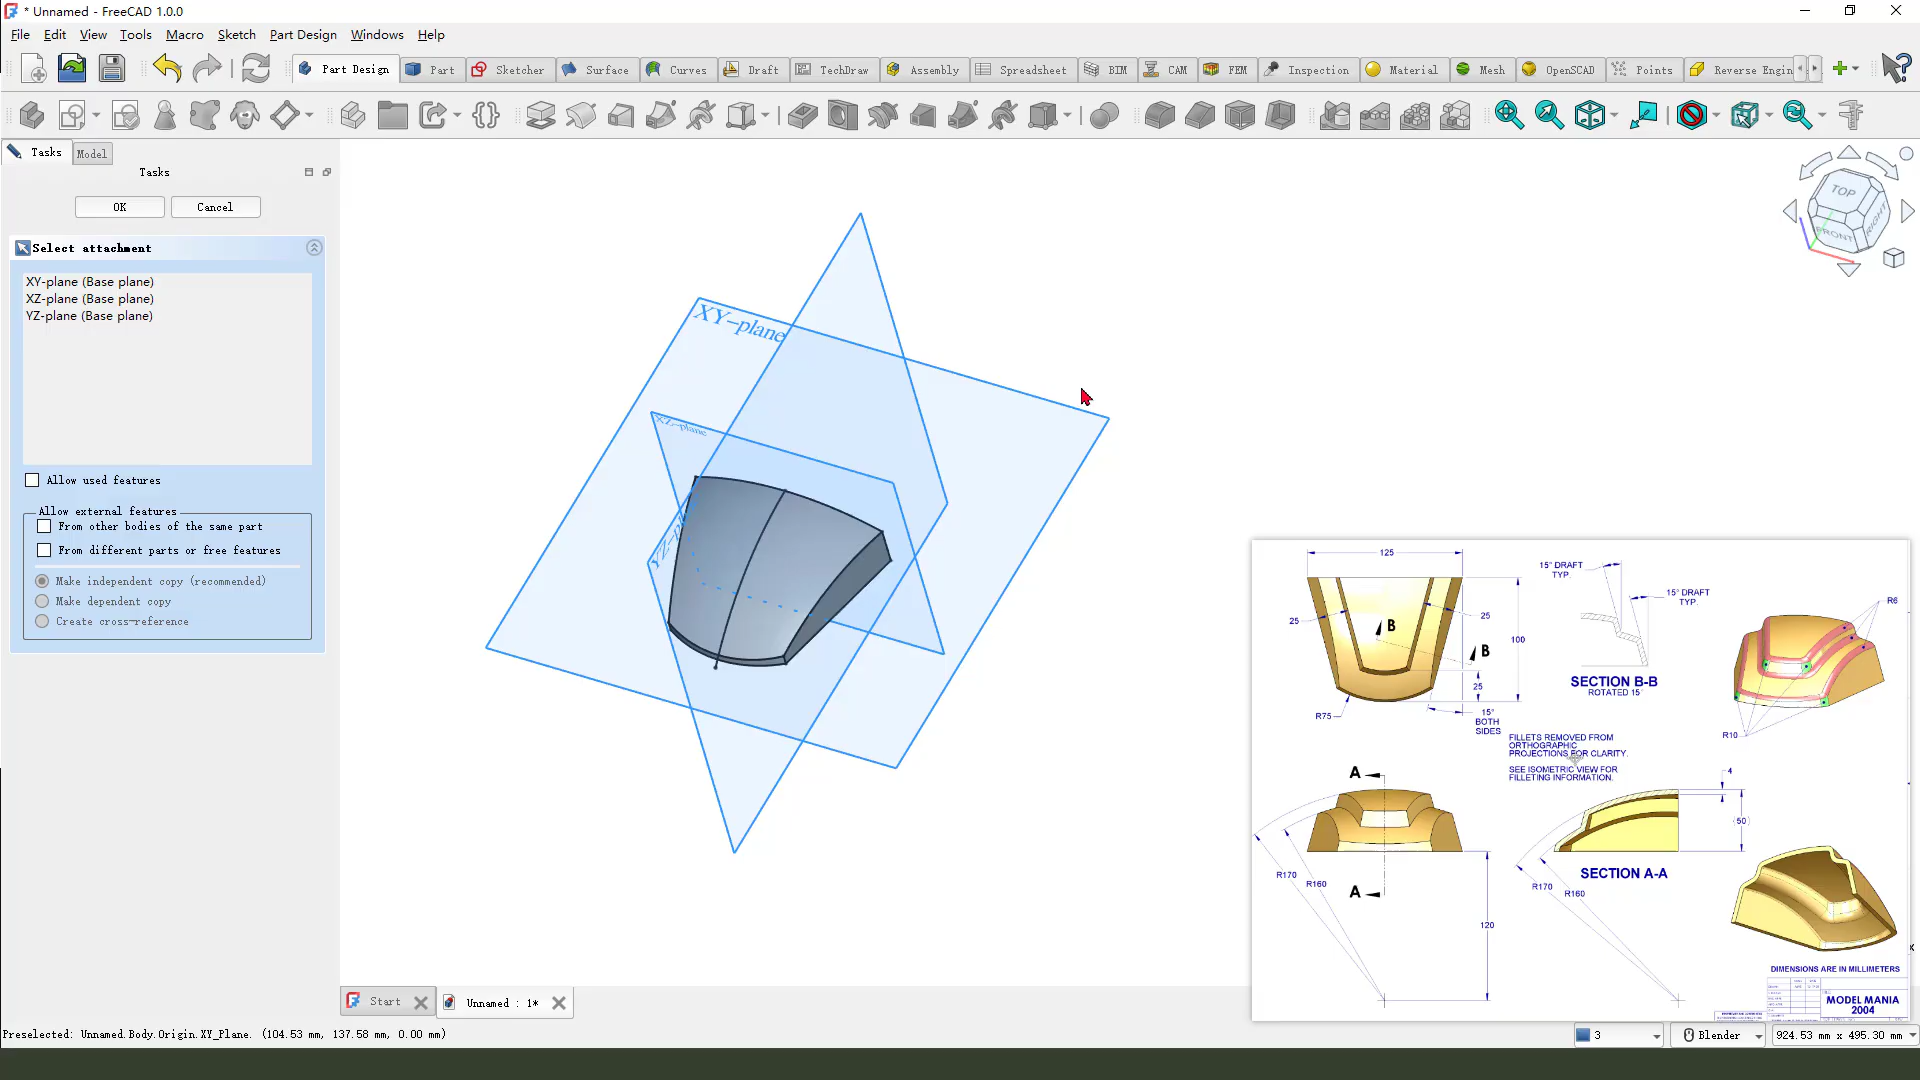 * Unnamed - FreeCAD 1.0.0
File Edit View Tools Macro Sketch Part Design Windows Help
Part Design Part Sketcher Surface Curves Draft TechDraw Assembly Spreadsheet BIM CAM FEM Inspection Material Mesh OpenSCAD Points Reverse Engin
Tasks Model
Tasks
OK Cancel
Select attachment
XY-plane (Base plane)
XZ-plane (Base plane)
YZ-plane (Base plane)
Allow used features
Allow external features
From other bodies of the same part
From different parts or free features
Make independent copy (recommended)
Make dependent copy
Create cross-reference
XY-plane
XZ-plane
TOP
FRONT
RIGHT
125
25
25
B
B
100
25
R75
15°
BOTH
SIDES
15° DRAFT
TYP.
15° DRAFT
TYP.
SECTION B-B
ROTATED 15°
R6
R10
FILLETS REMOVED FROM
ORTHOGRAPHIC
PROJECTIONS FOR CLARITY.
SEE ISOMETRIC VIEW FOR
FILLETING INFORMATION.
A
A
R170
R160
120
4
(50)
SECTION A-A
R170
R160
DIMENSIONS ARE IN MILLIMETERS
MODEL MANIA
2004
Start Unnamed : 1*
Preselected: Unnamed.Body.Origin.XY_Plane. (104.53 mm, 137.58 mm, 0.00 mm)
3 Blender 924.53 mm x 495.30 mm